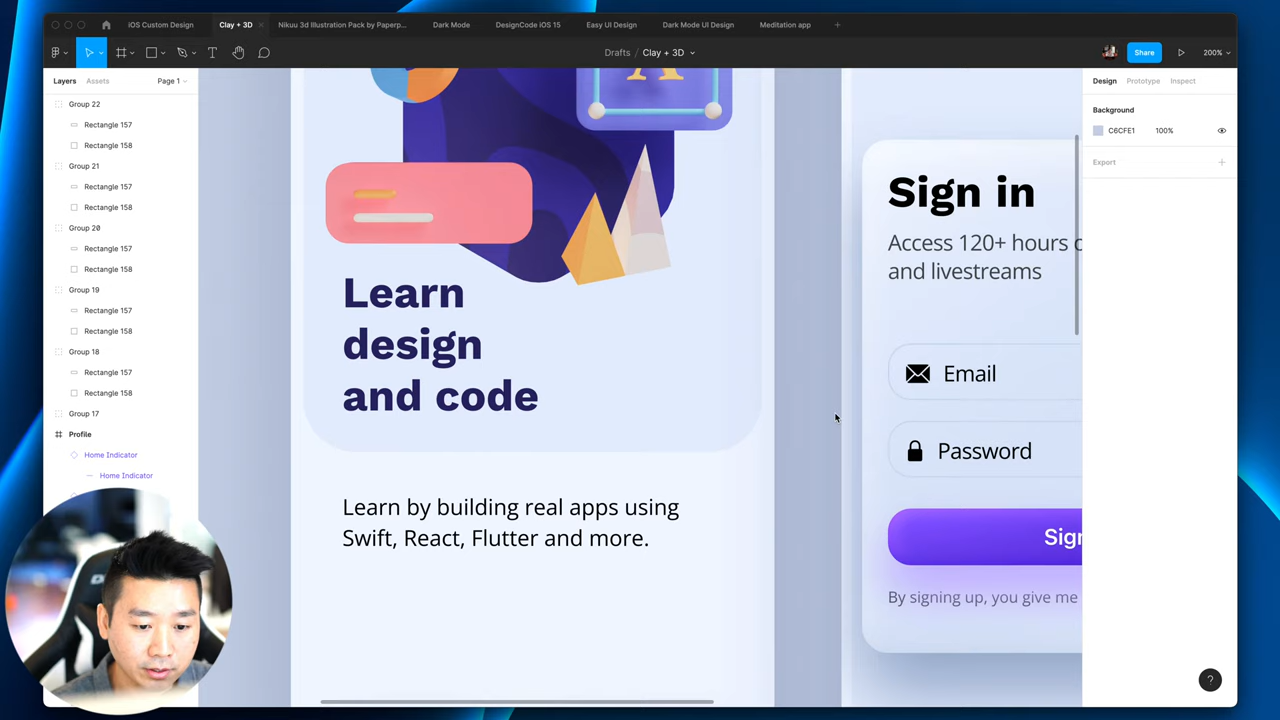 iOS Custom Design
Clay + 3D
Nikuu 3d Illustration Pack by Paperp...
Dark Mode
DesignCode iOS 15
Easy UI Design
Dark Mode UI Design
Meditation app
Drafts / Clay + 3D
Share
200%
Layers
Assets
Page 1
Group 22
Rectangle 157
Rectangle 158
Group 21
Rectangle 157
Rectangle 158
Group 20
Rectangle 157
Rectangle 158
Group 19
Rectangle 157
Rectangle 158
Group 18
Rectangle 157
Rectangle 158
Group 17
Profile
Home Indicator
Home Indicator
A
Learn
design
and code
Learn by building real apps using
Swift, React, Flutter and more.
Sign in
Access 120+ hours
and livestreams
Email
Password
Sign
By signing up, you give me
Design
Prototype
Inspect
Background
C6CFE1
100%
Export
?